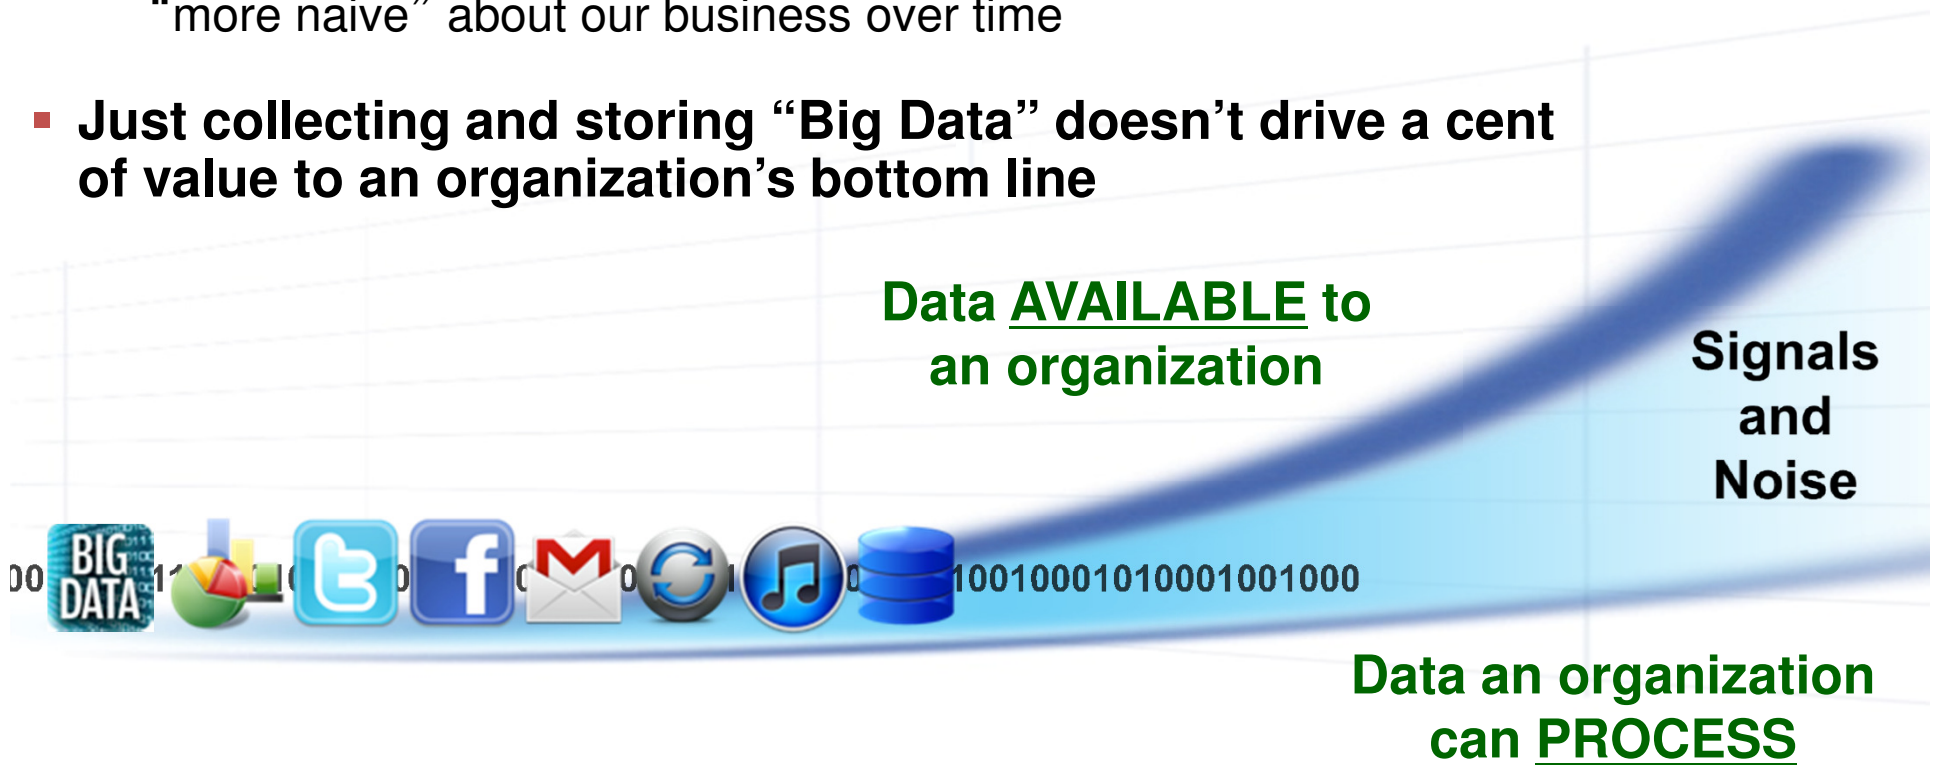 “more naive” about our business over time
Just collecting and storing “Big Data” doesn’t drive a cent
of value to an organization’s bottom line
Data AVAILABLE to
an organization
Signals
and
Noise
BIG
DATA
10010001010001001000
Data an organization
can PROCESS